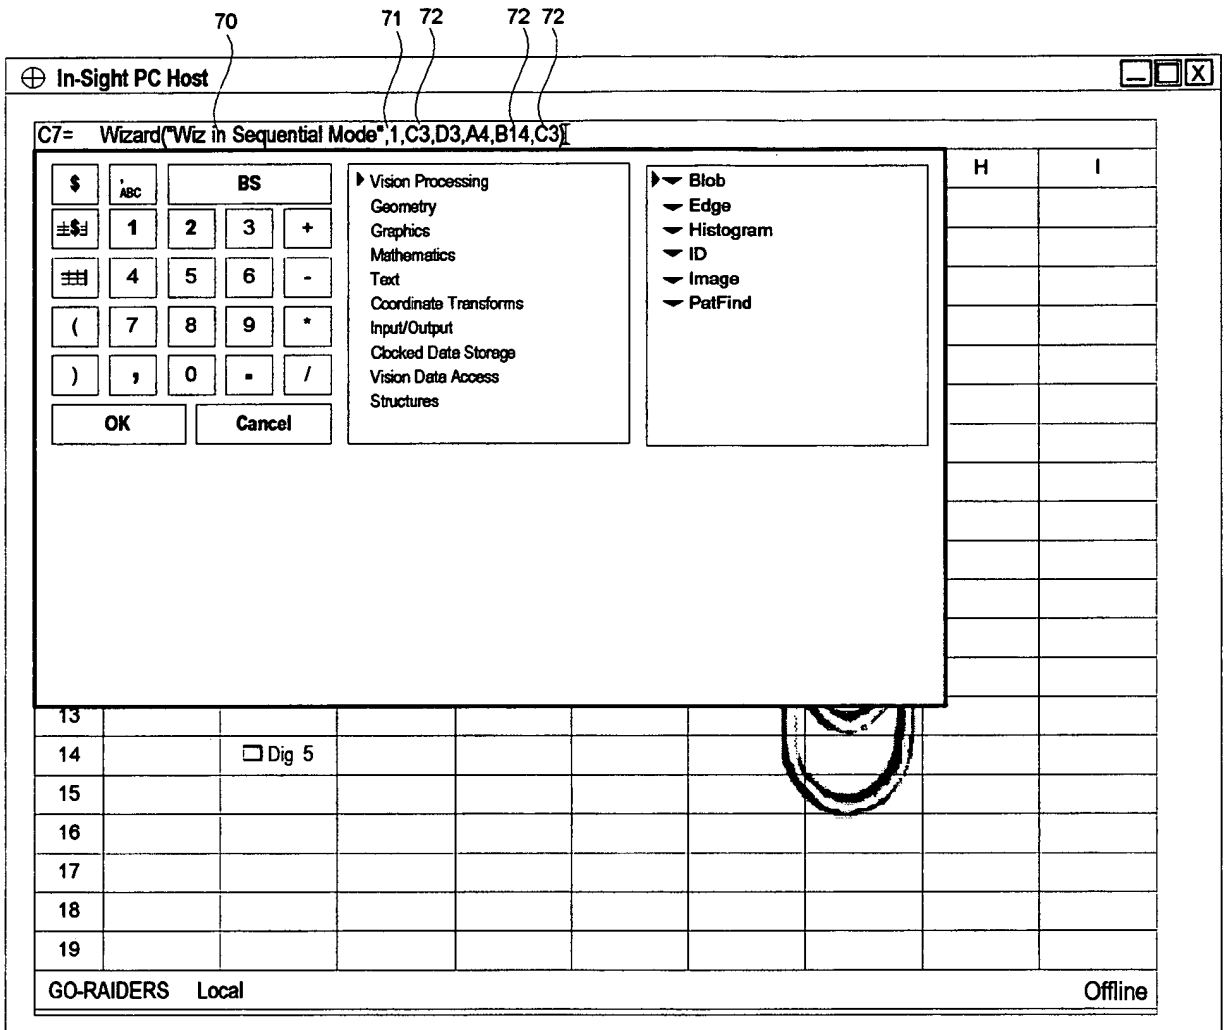 70 71 72 72 72
In-Sight PC Host X
C7= Wizard("Wiz in Sequential Mode",1,C3,D3,A4,B14,C3)
H I
$ , ABC BS
$ 1 2 3 +
4 5 6 -
( 7 8 9 *
) , 0 . /
OK Cancel
Vision Processing
Geometry
Graphics
Mathematics
Text
Coordinate Transforms
Input/Output
Clocked Data Storage
Vision Data Access
Structures
Blob
Edge
Histogram
ID
Image
PatFind
13
14 Dig 5
15
16
17
18
19
GO-RAIDERS Local Offline